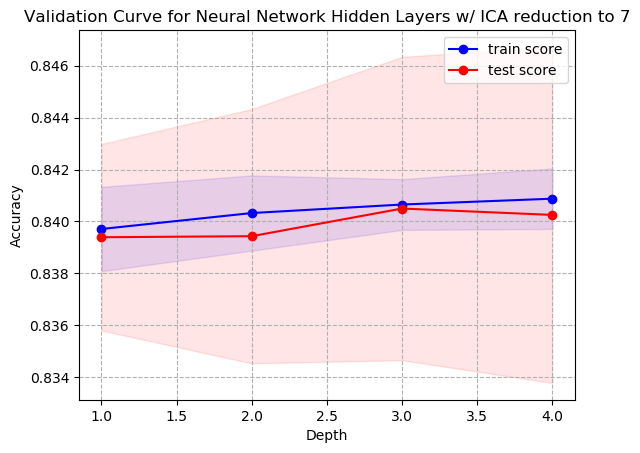 Validation Curve for Neural Network Hidden Layers w/ ICA reduction to 7
train score
test score
0.846
0.844
0.842
0.840
0.838
0.836
0.834
Accuracy
1.0 1.5 2.0 2.5 3.0 3.5 4.0
Depth